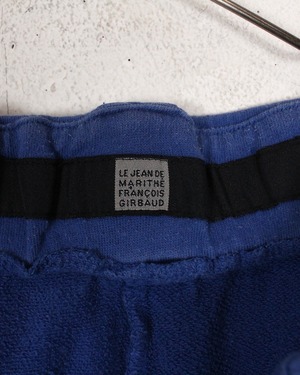 LE JEAN DE
MARITHÉ
FRANÇOIS
GIRBAUD